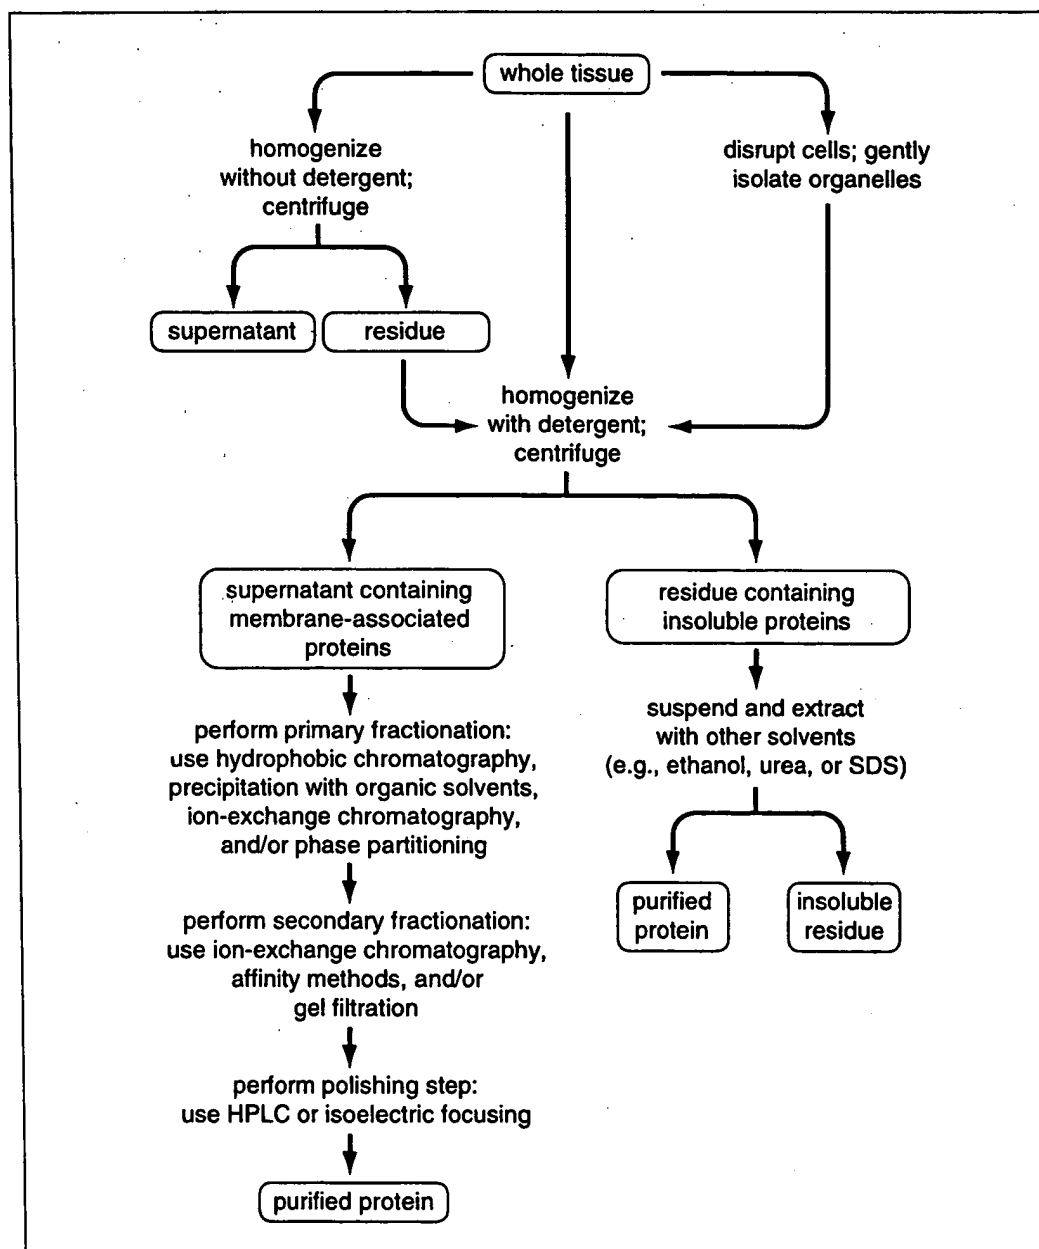 whole tissue
homogenize
without detergent;
centrifuge
disrupt cells; gently
isolate organelles
supernatant
residue
homogenize
with detergent;
centrifuge
supernatant containing
membrane-associated
proteins
residue containing
insoluble proteins
perform primary fractionation:
use hydrophobic chromatography,
precipitation with organic solvents,
ion-exchange chromatography,
and/or phase partitioning
suspend and extract
with other solvents
(e.g., ethanol, urea, or SDS)
purified
protein
insoluble
residue
perform secondary fractionation:
use ion-exchange chromatography,
affinity methods, and/or
gel filtration
perform polishing step:
use HPLC or isoelectric focusing
purified protein